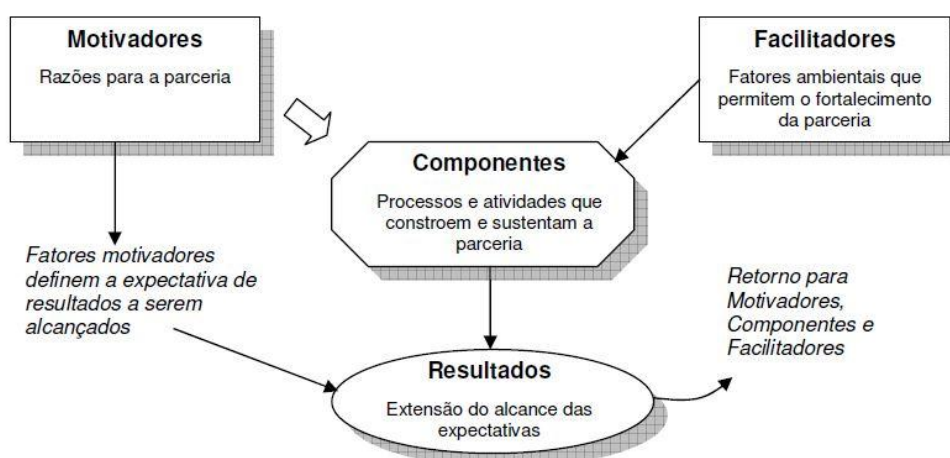 Motivadores
Razões para a parceria
Facilitadores
Fatores ambientais que
permitem o fortalecimento
da parceria
Componentes
Processos e atividades que
constroem e sustentam a
parceria
Fatores motivadores
definem a expectativa de
resultados a serem
alcançados
Retorno para
Motivadores,
Componentes e
Facilitadores
Resultados
Extensão do alcance das
expectativas